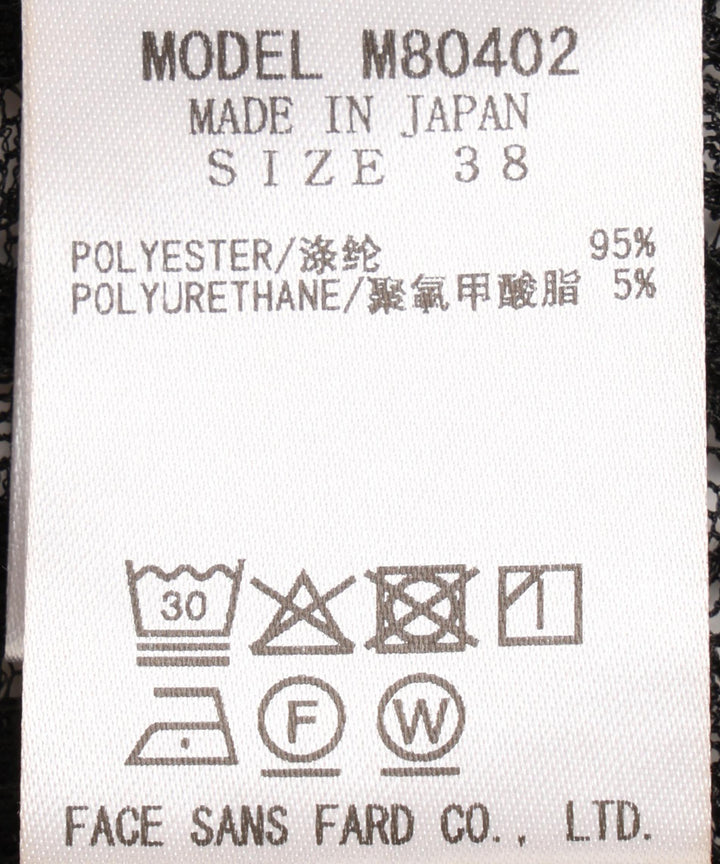 MODEL M80402
MADE IN JAPAN
SIZE 38
POLYESTER/涤纶 95%
POLYURETHANE/聚氨甲酸脂 5%
30
F W
FACE SANS FARD CO., LTD.